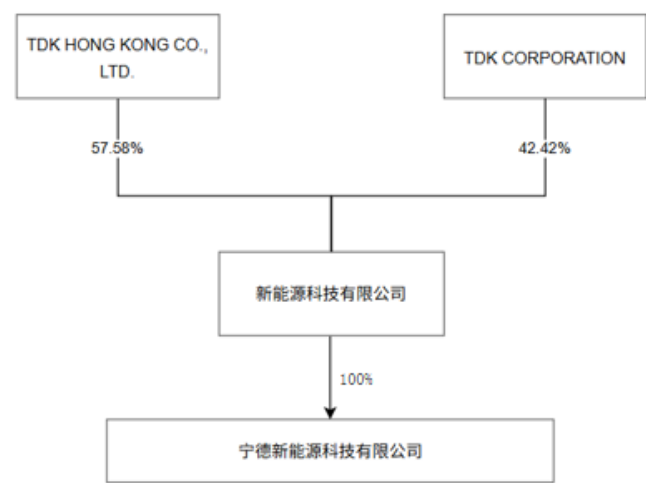 TDK HONG KONG CO.,
LTD.
TDK CORPORATION
57.58%
42.42%
新能源科技有限公司
100%
宁德新能源科技有限公司